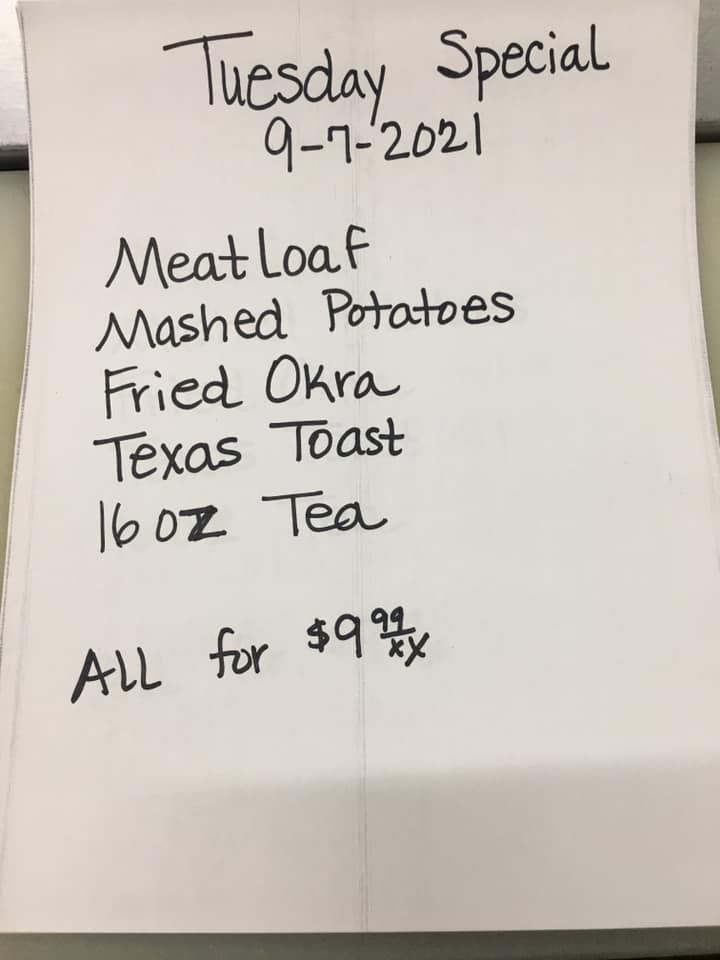 Tuesday Special
9-7-2021
Meat Loaf
Mashed Potatoes
Fried Okra
Texas Toast
16 oz Tea
ALL for $9 99/xx